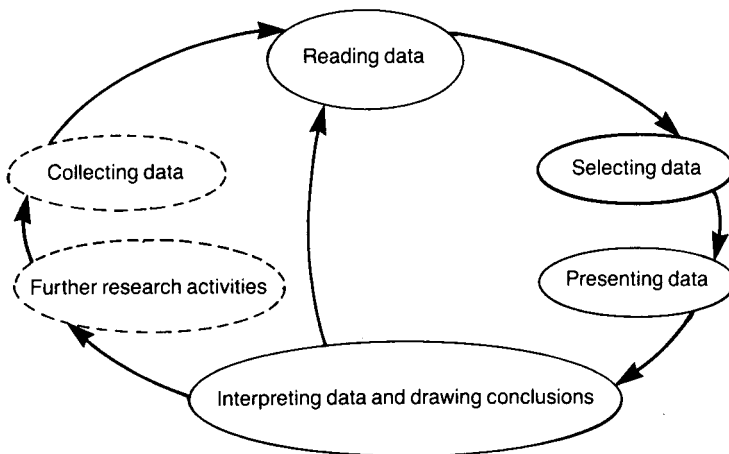 Reading data
Collecting data
Selecting data
Further research activities
Presenting data
Interpreting data and drawing conclusions